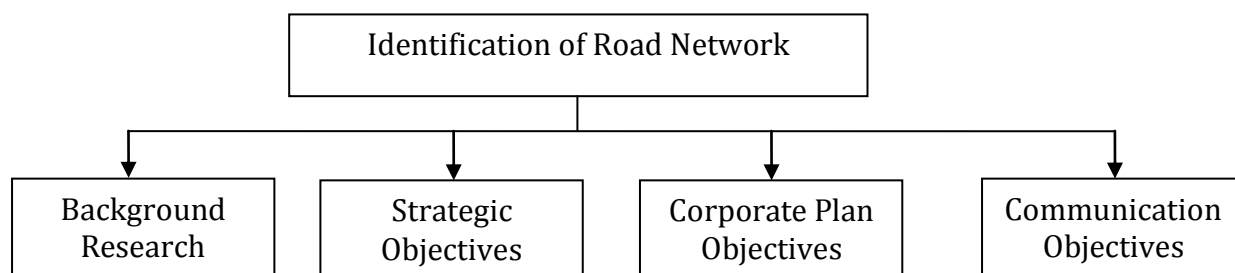 Identification of Road Network
Background
Research
Strategic
Objectives
Corporate Plan
Objectives
Communication
Objectives